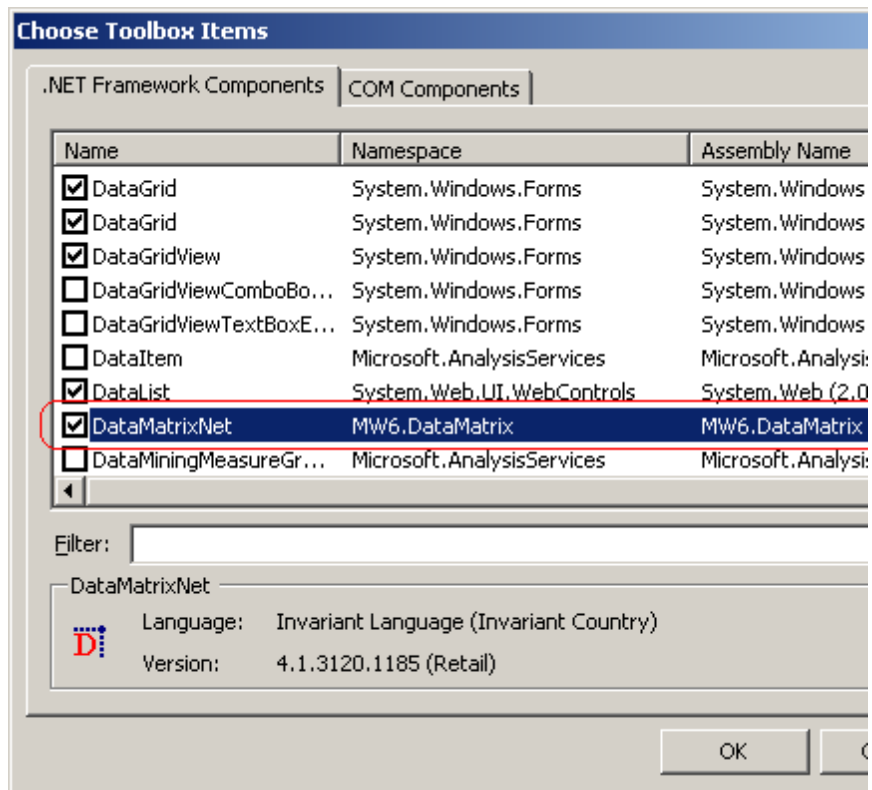 Choose Toolbox Items
.NET Framework Components COM Components
Name Namespace Assembly Name
DataGrid System.Windows.Forms System.Windows
DataGrid System.Windows.Forms System.Windows
DataGridView System.Windows.Forms System.Windows
DataGridViewComboBo... System.Windows.Forms System.Windows
DataGridViewTextBoxE... System.Windows.Forms System.Windows
DataItem Microsoft.AnalysisServices Microsoft.Analysi
DataList System.Web.UI.WebControls System.Web (2.0
DataMatrixNet MW6.DataMatrix MW6.DataMatrix
DataMiningMeasureGr... Microsoft.AnalysisServices Microsoft.Analysi
Filter:
DataMatrixNet
Language: Invariant Language (Invariant Country)
D
Version: 4.1.3120.1185 (Retail)
OK